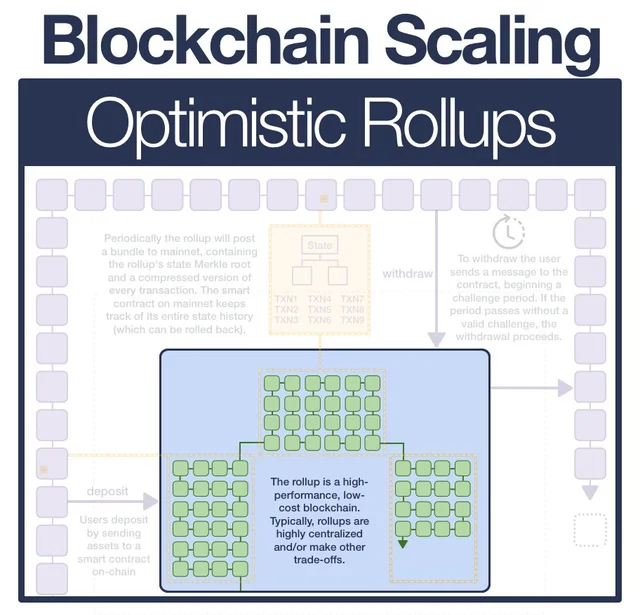 Blockchain Scaling
Optimistic Rollups
Periodically the rollup will post
a bundle to mainnet, containing
the rollup's state Merkle root
and a compressed version of
every transaction. The smart
contract on mainnet keeps
track of its entire state history
(which can be rolled back).
State
TXN1 TXN4 TXN7
TXN2 TXN5 TXN8
TXN3 TXN6 TXN9
withdraw
To withdraw the user
sends a message to the
contract, beginning a
challenge period. If the
period passes without a
valid challenge, the
withdrawal proceeds.
deposit
Users deposit
by sending
assets to a
smart contract
on-chain
The rollup is a high-
performance, low-
cost blockchain.
Typically, rollups are
highly centralized
and/or make other
trade-offs.